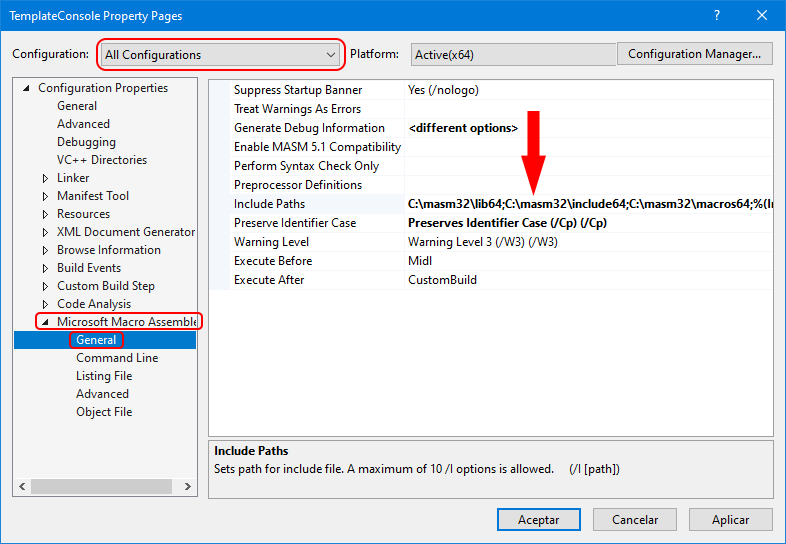 TemplateConsole Property Pages
Configuration: All Configurations Platform: Active(x64) Configuration Manager...
Configuration Properties
General
Advanced
Debugging
VC++ Directories
Linker
Manifest Tool
Resources
XML Document Generator
Browse Information
Build Events
Custom Build Step
Code Analysis
Microsoft Macro Assemble
General
Command Line
Listing File
Advanced
Object File
Suppress Startup Banner Yes (/nologo)
Treat Warnings As Errors
Generate Debug Information <different options>
Enable MASM 5.1 Compatibility
Perform Syntax Check Only
Preprocessor Definitions
Include Paths C:\masm32\lib64;C:\masm32\include64;C:\masm32\macros64;%(In
Preserve Identifier Case Preserves Identifier Case (/Cp) (/Cp)
Warning Level Warning Level 3 (/W3) (/W3)
Execute Before Midl
Execute After CustomBuild
Include Paths
Sets path for include file. A maximum of 10 /I options is allowed. (/I [path])
Aceptar Cancelar Aplicar